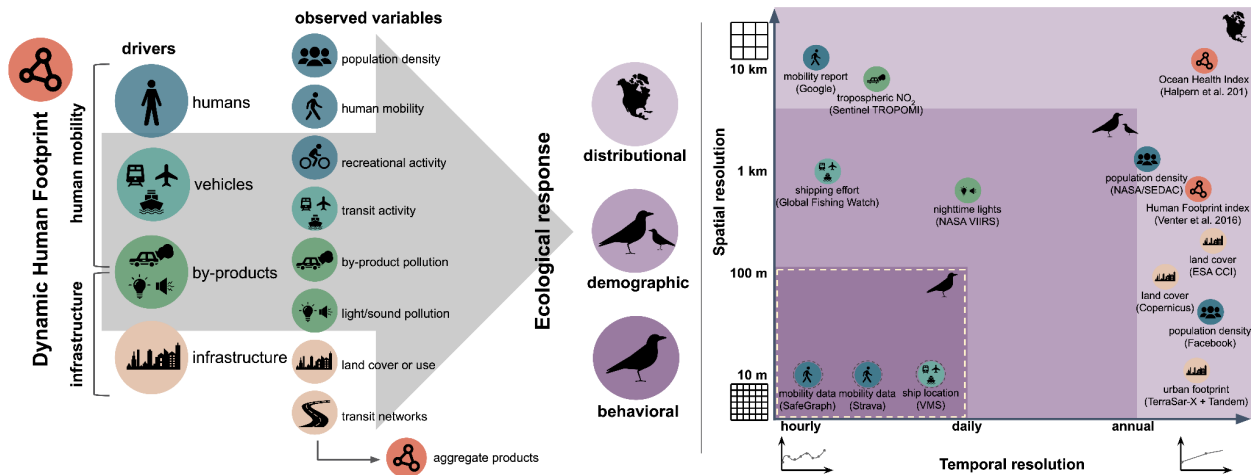 Dynamic Human Footprint
human mobility
infrastructure
drivers
humans
vehicles
by-products
infrastructure
observed variables
population density
human mobility
recreational activity
transit activity
by-product pollution
light/sound pollution
land cover or use
transit networks
aggregate products
Ecological response
distributional
demographic
behavioral
Spatial resolution
10 km
1 km
100 m
10 m
mobility report
(Google)
tropospheric NO₂
(Sentinel TROPOMI)
Ocean Health Index
(Halpern et al. 201)
shipping effort
(Global Fishing Watch)
nighttime lights
(NASA VIIRS)
population density
(NASA/SEDAC)
Human Footprint index
(Venter et al. 2016)
land cover
(ESA CCI)
land cover
(Copernicus)
population density
(Facebook)
urban footprint
(TerraSar-X + Tandem)
mobility data
(SafeGraph)
mobility data
(Strava)
ship location
(VMS)
hourly
daily
annual
Temporal resolution